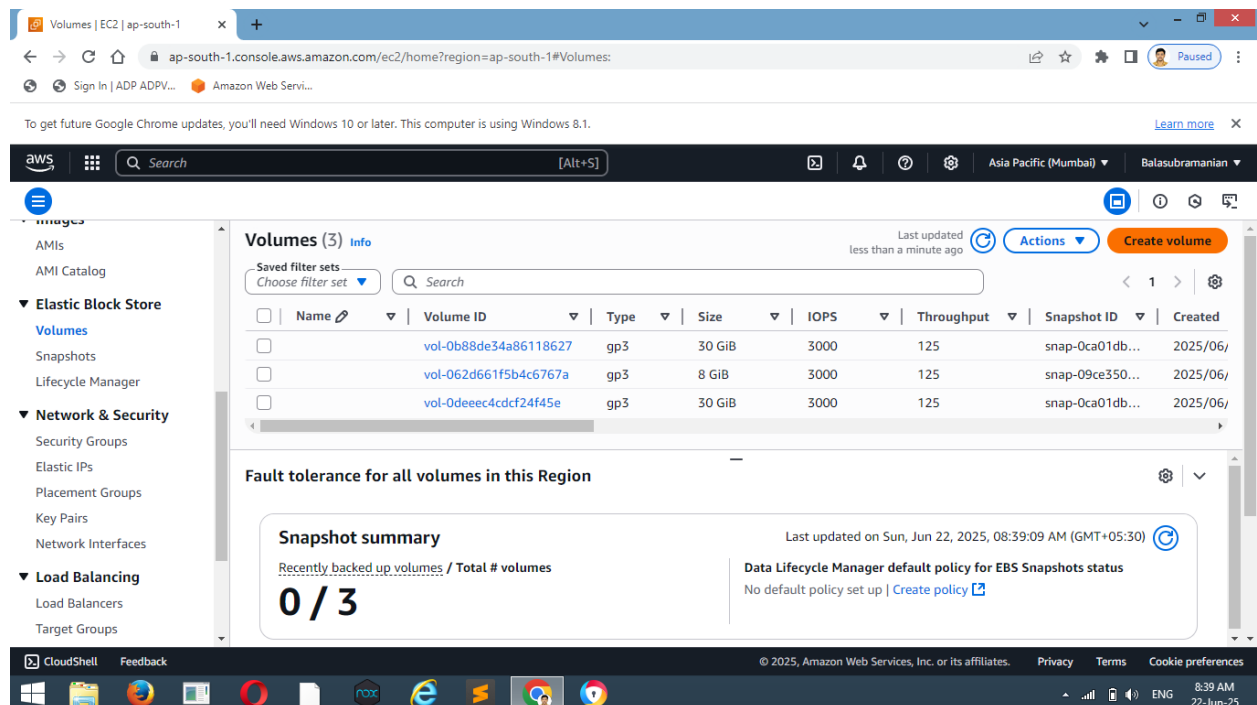 Volumes | EC2 | ap-south-1
ap-south-1.console.aws.amazon.com/ec2/home?region=ap-south-1#Volumes:
Paused
Sign In | ADP ADPV... Amazon Web Servi...
To get future Google Chrome updates, you'll need Windows 10 or later. This computer is using Windows 8.1. Learn more
aws Search [Alt+S] Asia Pacific (Mumbai) Balasubramanian
Images
AMIs
AMI Catalog
Elastic Block Store
Volumes
Snapshots
Lifecycle Manager
Network & Security
Security Groups
Elastic IPs
Placement Groups
Key Pairs
Network Interfaces
Load Balancing
Load Balancers
Target Groups
Volumes (3) Info
Last updated
less than a minute ago
Actions
Create volume
Saved filter sets
Choose filter set
Search
1
Name Volume ID Type Size IOPS Throughput Snapshot ID Created
vol-0b88de34a86118627 gp3 30 GiB 3000 125 snap-0ca01db... 2025/06/
vol-062d661f5b4c6767a gp3 8 GiB 3000 125 snap-09ce350... 2025/06/
vol-0deeec4cdcf24f45e gp3 30 GiB 3000 125 snap-0ca01db... 2025/06/
Fault tolerance for all volumes in this Region
Snapshot summary
Last updated on Sun, Jun 22, 2025, 08:39:09 AM (GMT+05:30)
Recently backed up volumes / Total # volumes
0 / 3
Data Lifecycle Manager default policy for EBS Snapshots status
No default policy set up | Create policy
CloudShell Feedback © 2025, Amazon Web Services, Inc. or its affiliates. Privacy Terms Cookie preferences
nox
ENG
8:39 AM
22-Jun-25